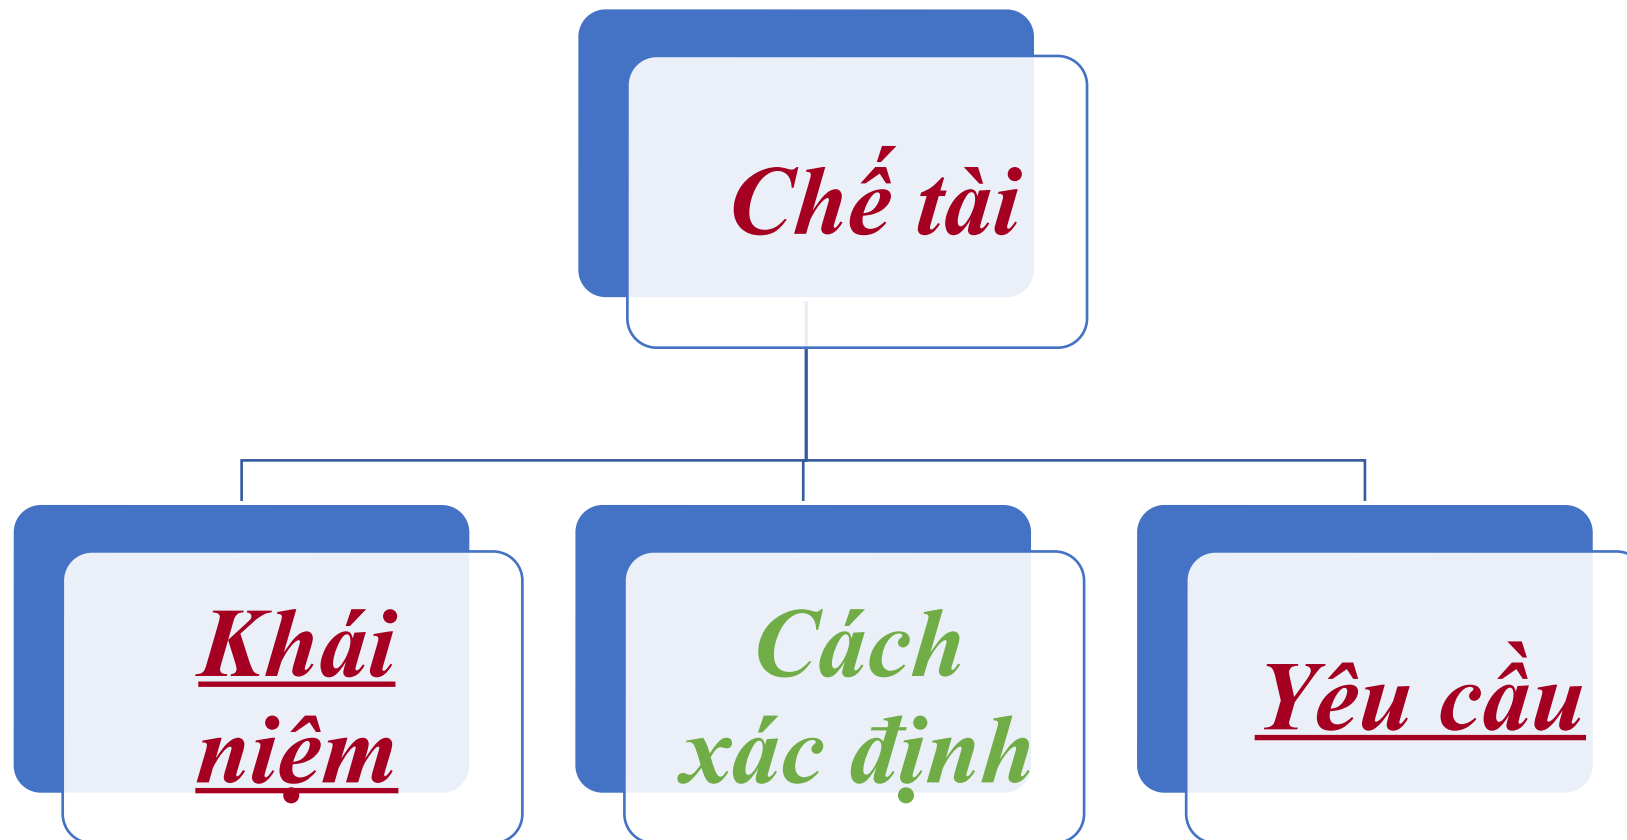 Chế tài
Khái
niệm
Cách
xác định
Yêu cầu